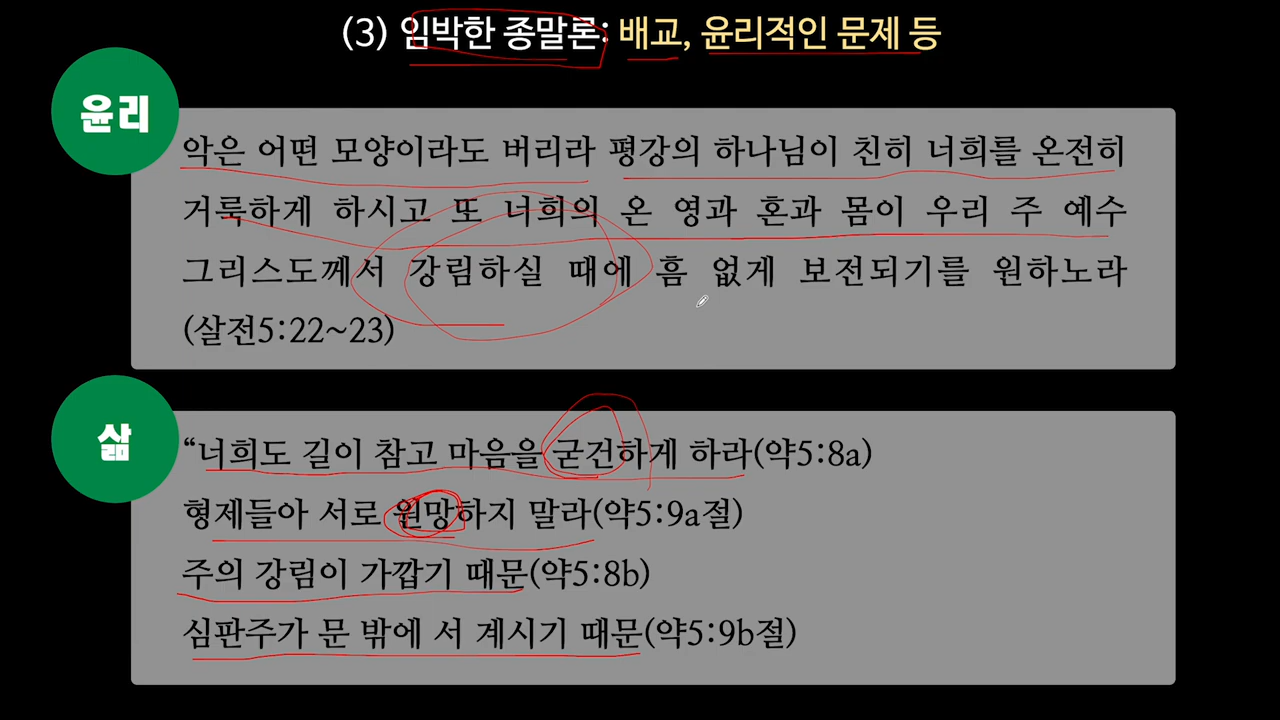 (3) 임박한 종말론: 배교, 윤리적인 문제 등
윤리
악은 어떤 모양이라도 버리라 평강의 하나님이 친히 너희를 온전히
거룩하게 하시고 또 너희의 온 영과 혼과 몸이 우리 주 예수
그리스도께서 강림하실 때에 흠 없게 보전되기를 원하노라
(살전5:22~23)
삶
“너희도 길이 참고 마음을 굳건하게 하라(약5:8a)
형제들아 서로 원망하지 말라(약5:9a절)
주의 강림이 가깝기 때문(약5:8b)
심판주가 문 밖에 서 계시기 때문(약5:9b절)